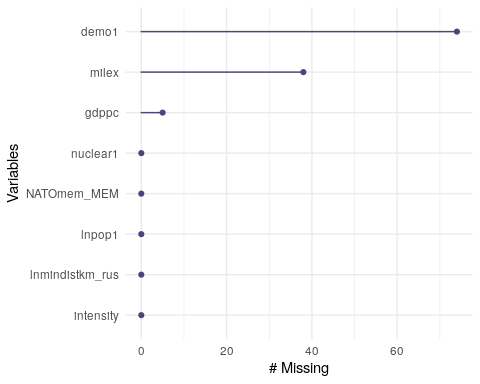 demo1
milex
gdppc
nuclear1
NATOmem_MEM
lnpop1
lnmindistkm_rus
intensity
Variables
0 20 40 60
# Missing